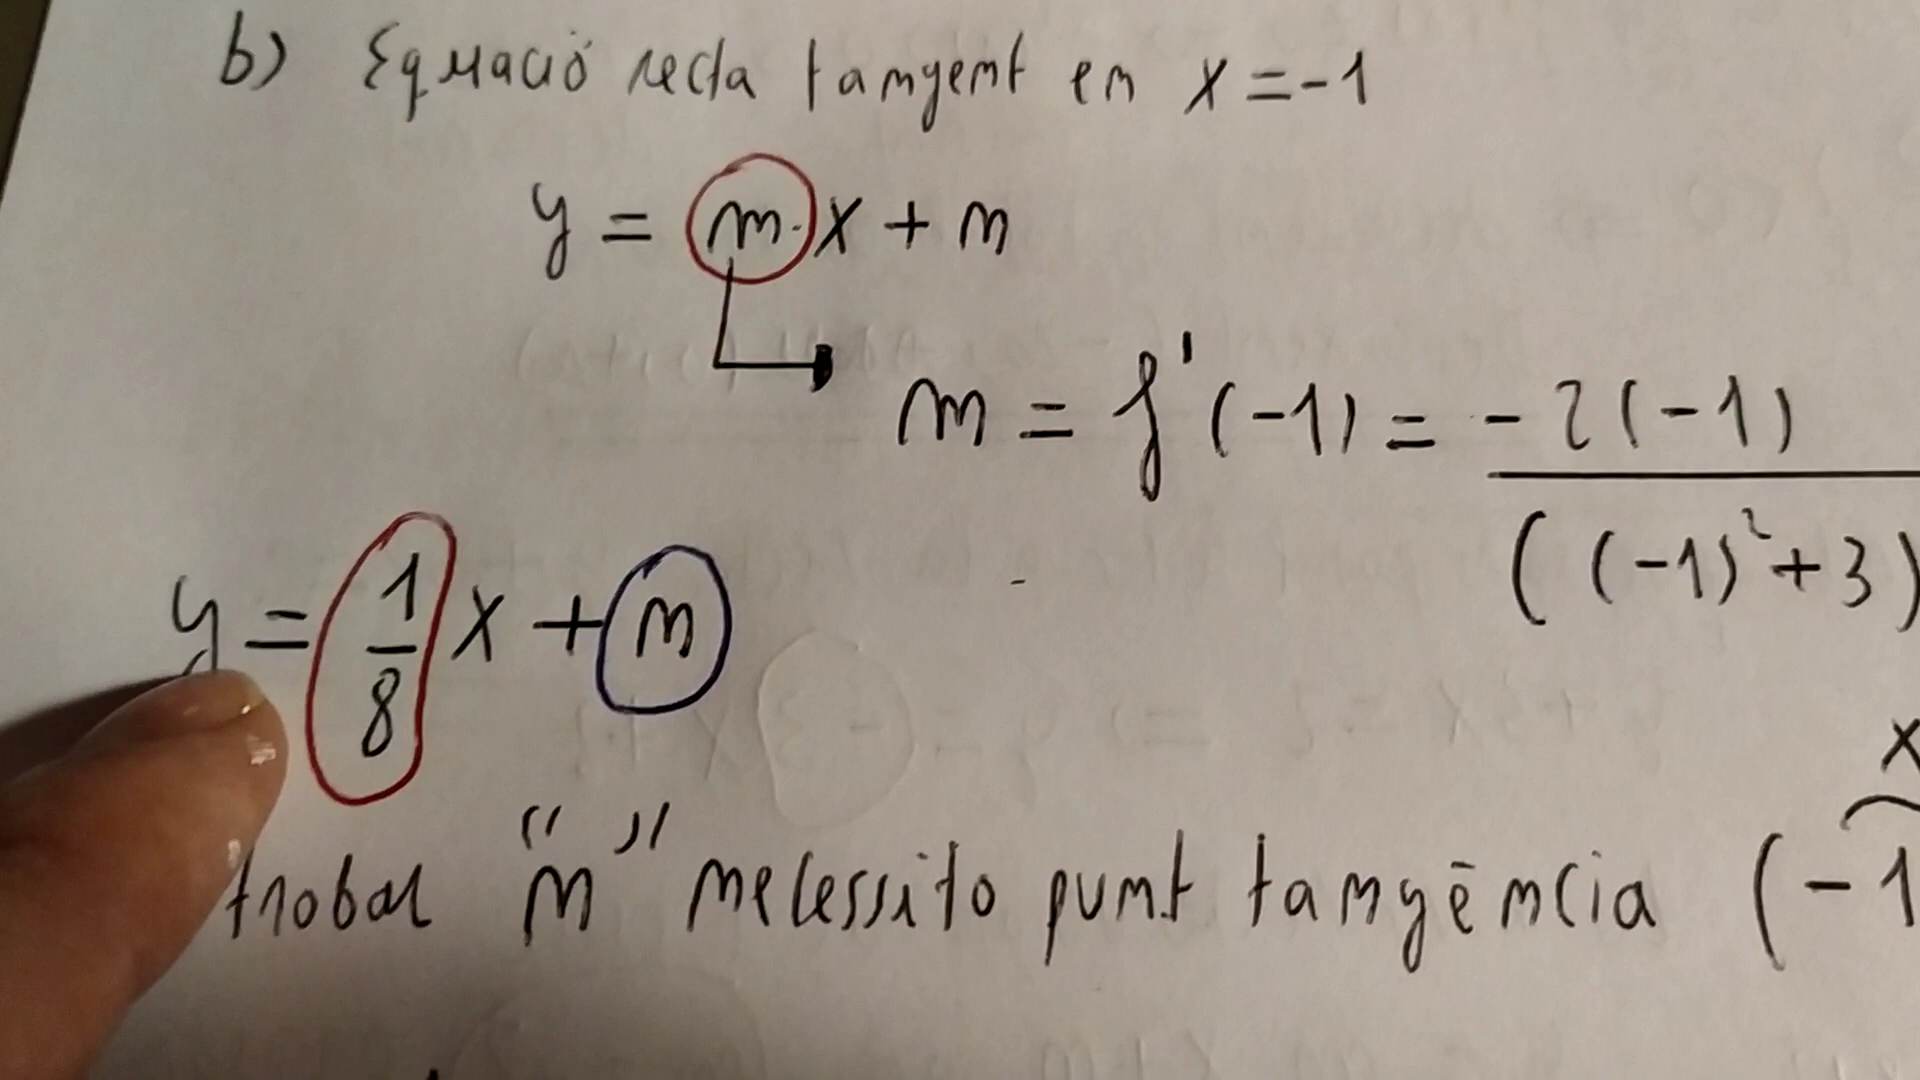 b) Equació recta tangent en x = -1
y = m · x + n
m = f'(-1) = -2(-1) / ((-1)²+3)
y = 1/8 x + n
trobar "n" necessito punt tangència (-1
x